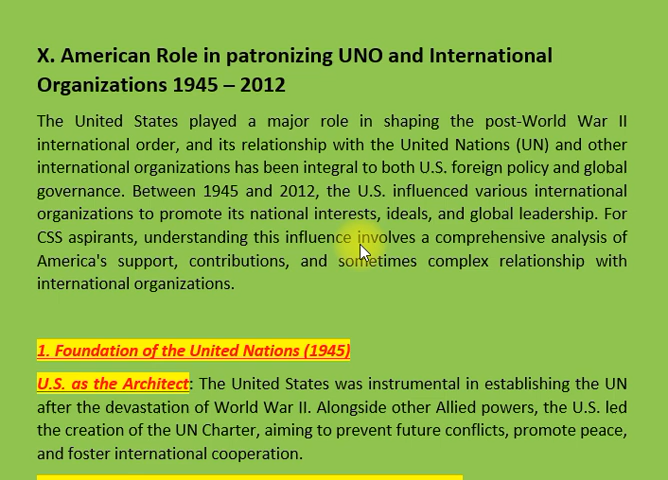 X. American Role in patronizing UNO and International
Organizations 1945 – 2012
The United States played a major role in shaping the post-World War II
international order, and its relationship with the United Nations (UN) and other
international organizations has been integral to both U.S. foreign policy and global
governance. Between 1945 and 2012, the U.S. influenced various international
organizations to promote its national interests, ideals, and global leadership. For
CSS aspirants, understanding this influence involves a comprehensive analysis of
America's support, contributions, and sometimes complex relationship with
international organizations.
1. Foundation of the United Nations (1945)
U.S. as the Architect: The United States was instrumental in establishing the UN
after the devastation of World War II. Alongside other Allied powers, the U.S. led
the creation of the UN Charter, aiming to prevent future conflicts, promote peace,
and foster international cooperation.